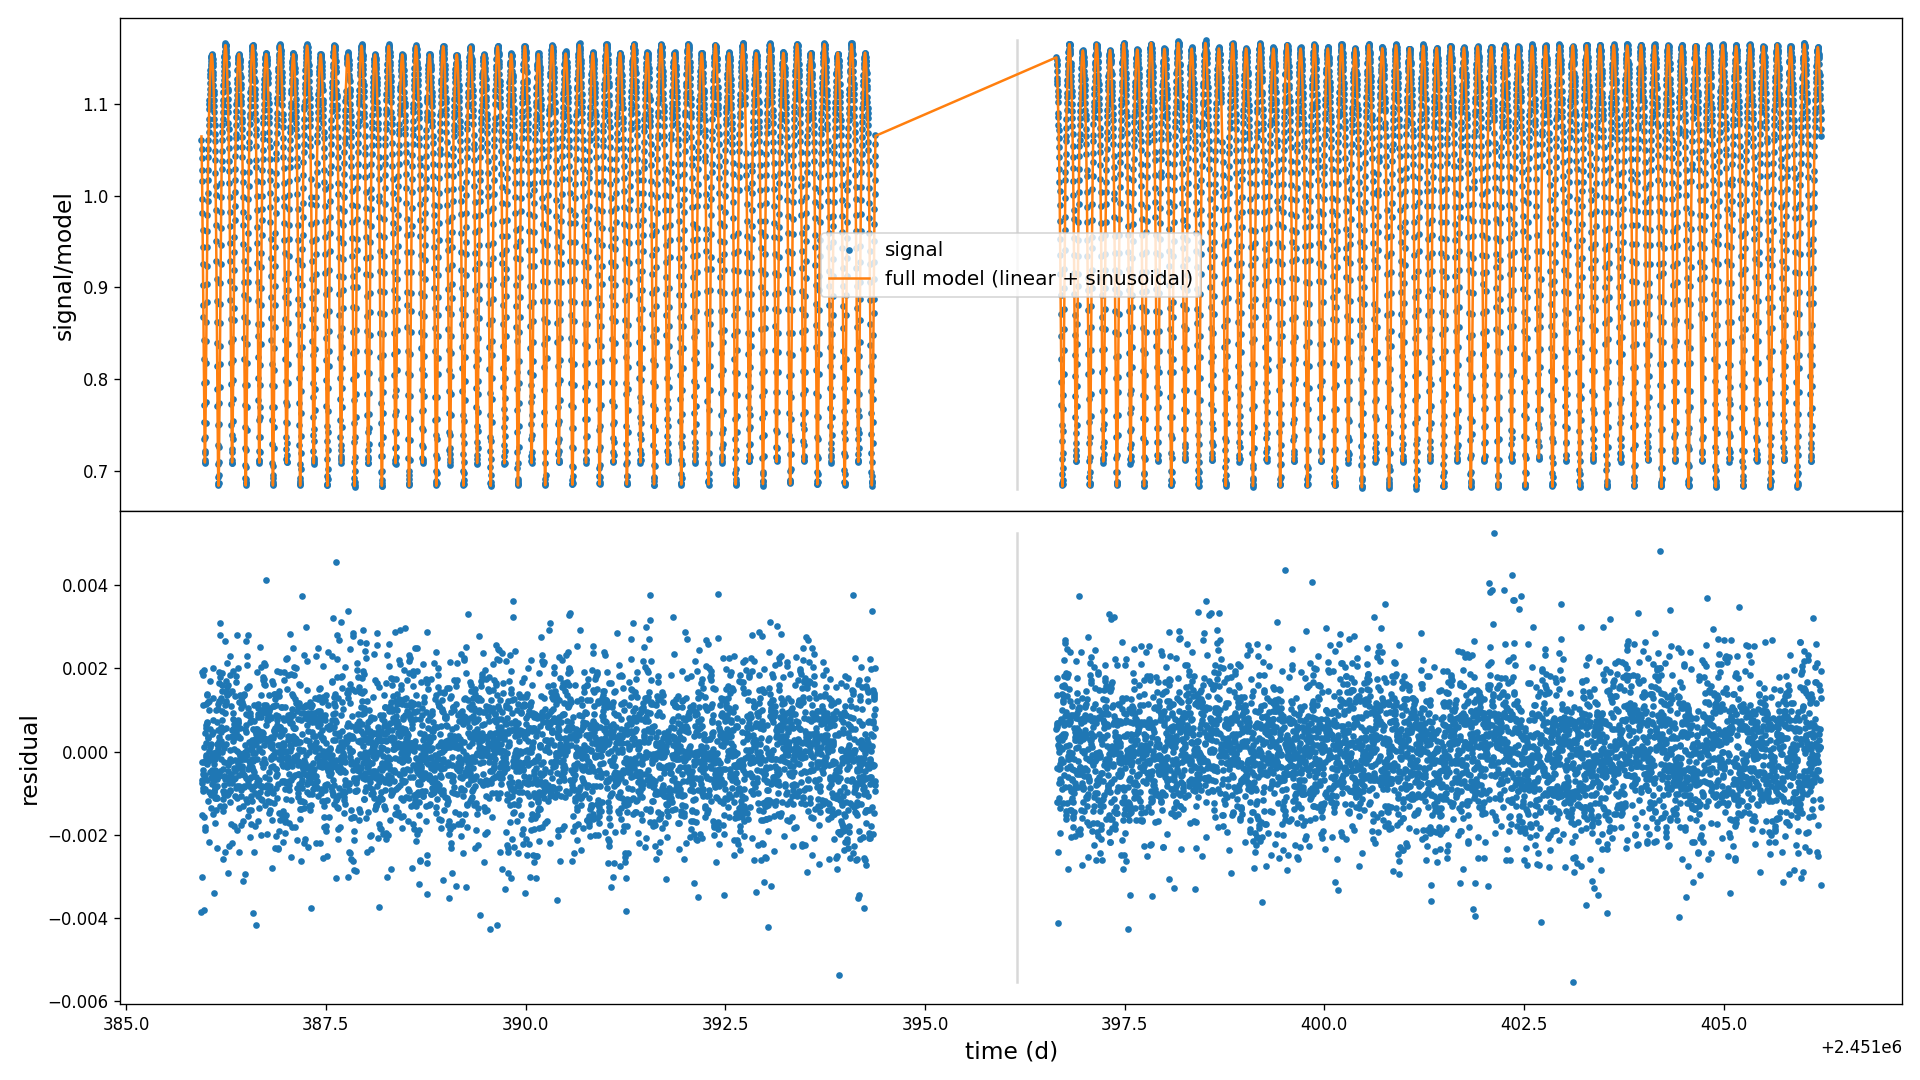 signal/model
1.1
1.0
0.9
0.8
0.7
signal
full model (linear + sinusoidal)
residual
0.004
0.002
0.000
−0.002
−0.004
−0.006
385.0 387.5 390.0 392.5 395.0 397.5 400.0 402.5 405.0
time (d)
+2.451e6